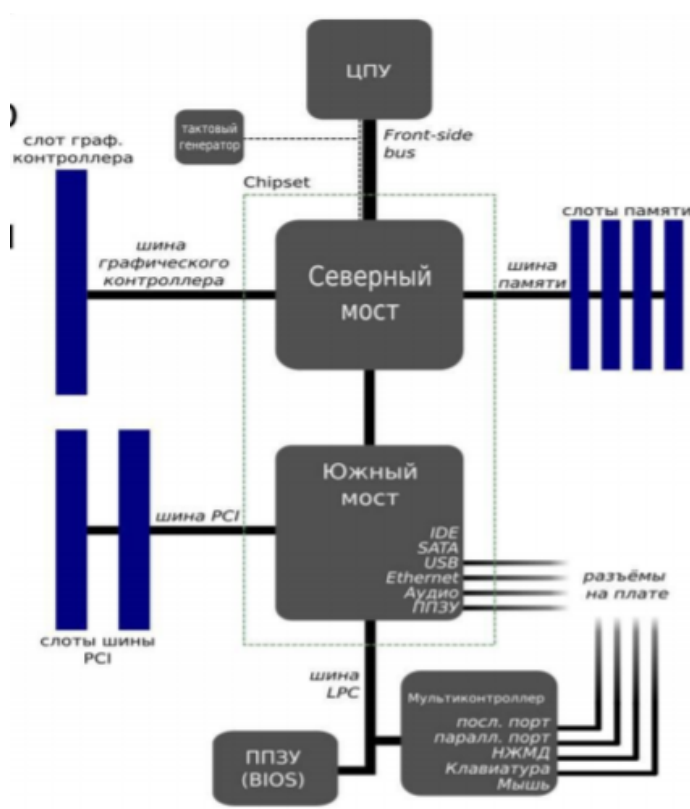 ЦПУ
тактовый
генератор
Front-side
bus
слот граф.
контроллера
Chipset
слоты памяти
шина
графического
контроллера
Северный
мост
шина
памяти
Южный
мост
шина PCI
IDE
SATA
USB
Ethernet
Аудио
ППЗУ
разъёмы
на плате
слоты шины
PCI
шина
LPC
Мультиконтроллер
посл. порт
паралл. порт
НЖМД
Клавиатура
Мышь
ППЗУ
(BIOS)